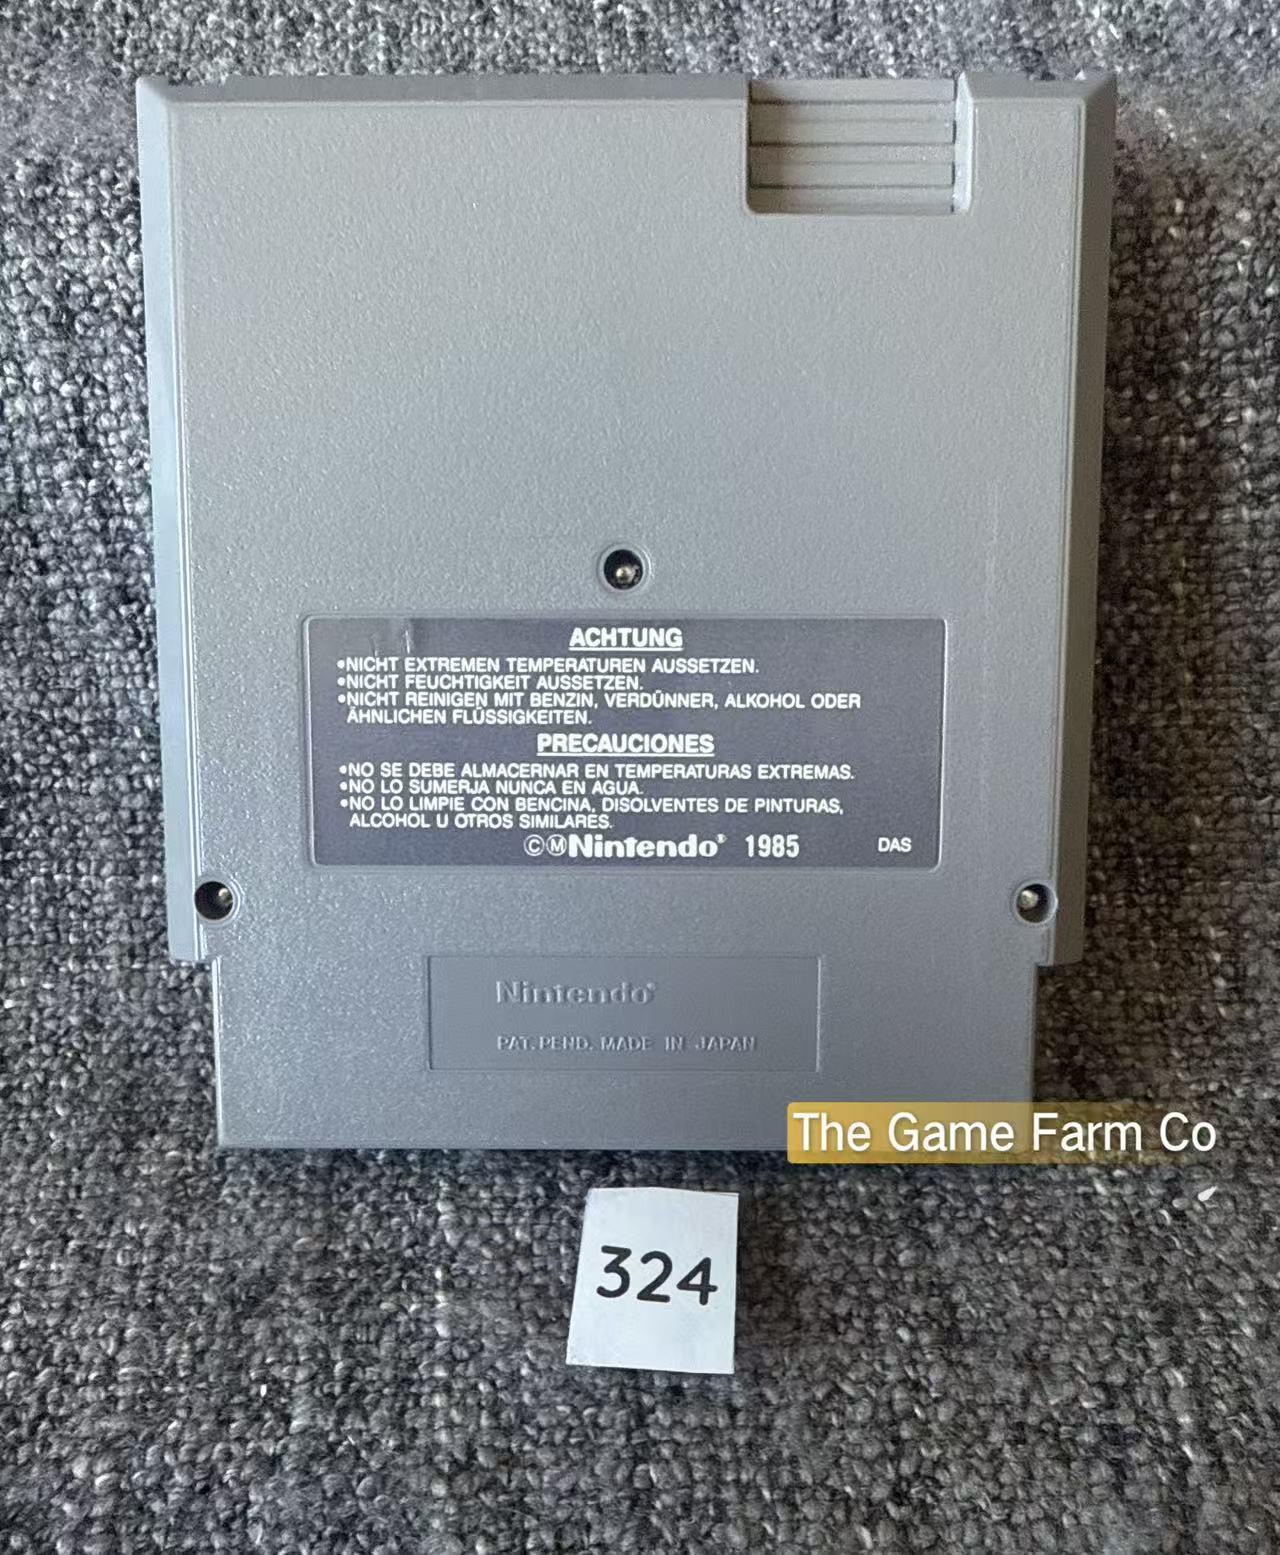 ACHTUNG
•NICHT EXTREMEN TEMPERATUREN AUSSETZEN.
•NICHT FEUCHTIGKEIT AUSSETZEN.
•NICHT REINIGEN MIT BENZIN, VERDÜNNER, ALKOHOL ODER
ÄHNLICHEN FLÜSSIGKEITEN.
PRECAUCIONES
•NO SE DEBE ALMACERNAR EN TEMPERATURAS EXTREMAS.
•NO LO SUMERJA NUNCA EN AGUA.
•NO LO LIMPIE CON BENCINA, DISOLVENTES DE PINTURAS,
ALCOHOL U OTROS SIMILARES.
©ⓂNintendo® 1985 DAS
Nintendo®
PAT. PEND. MADE IN JAPAN
The Game Farm Co
324